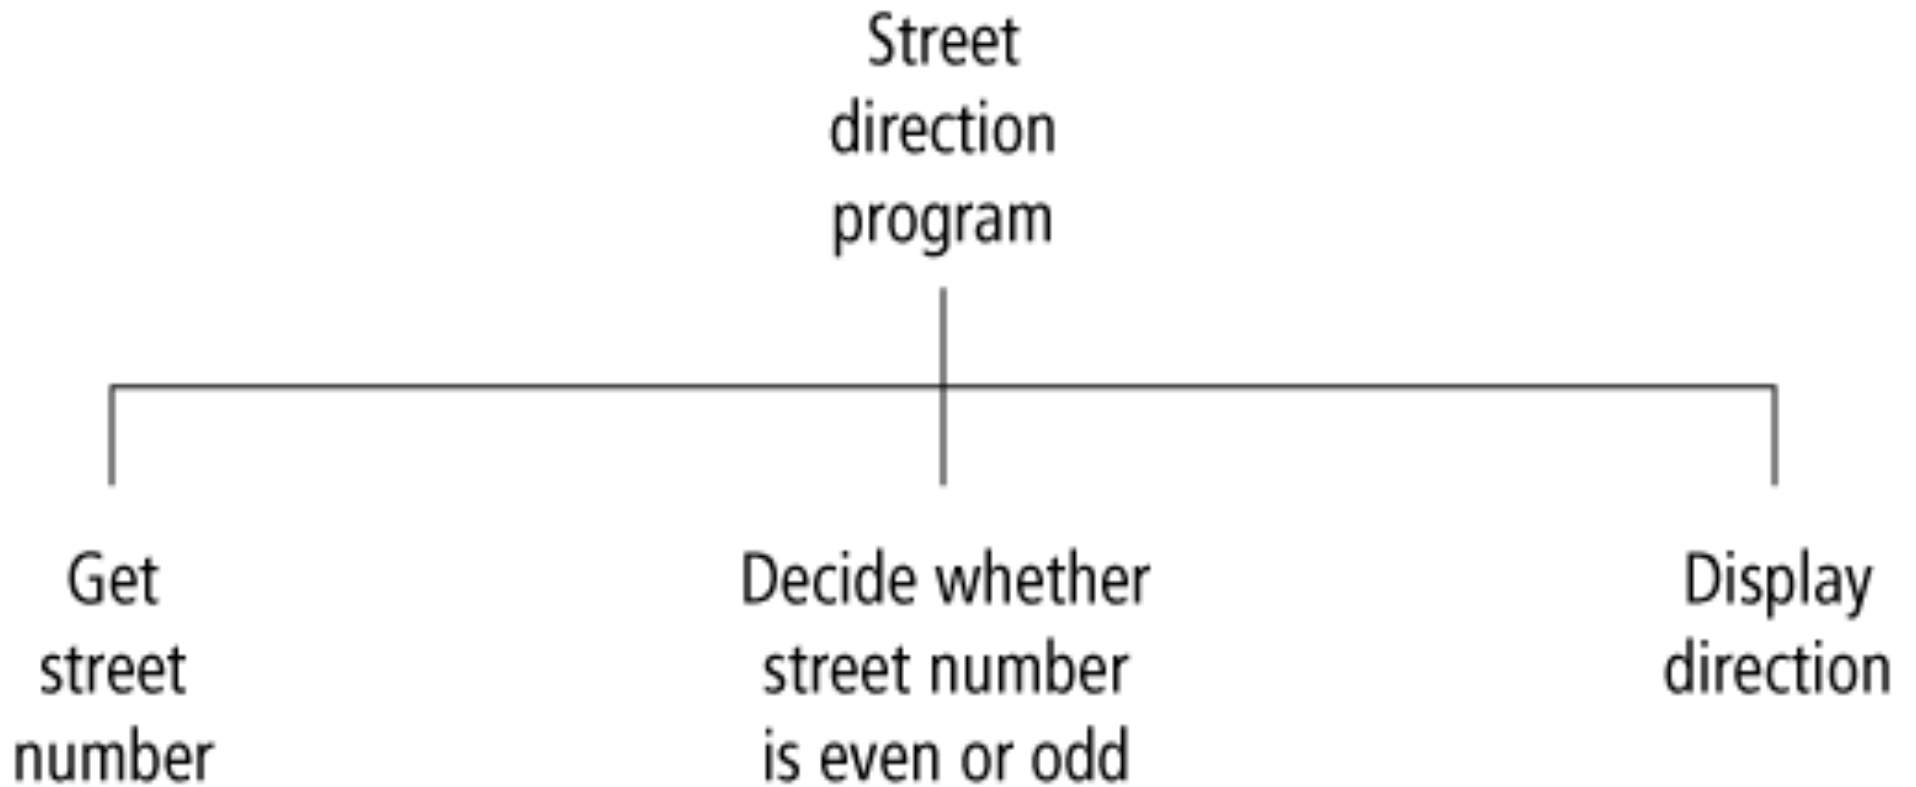 Street
direction
program
Get
street
number
Decide whether
street number
is even or odd
Display
direction